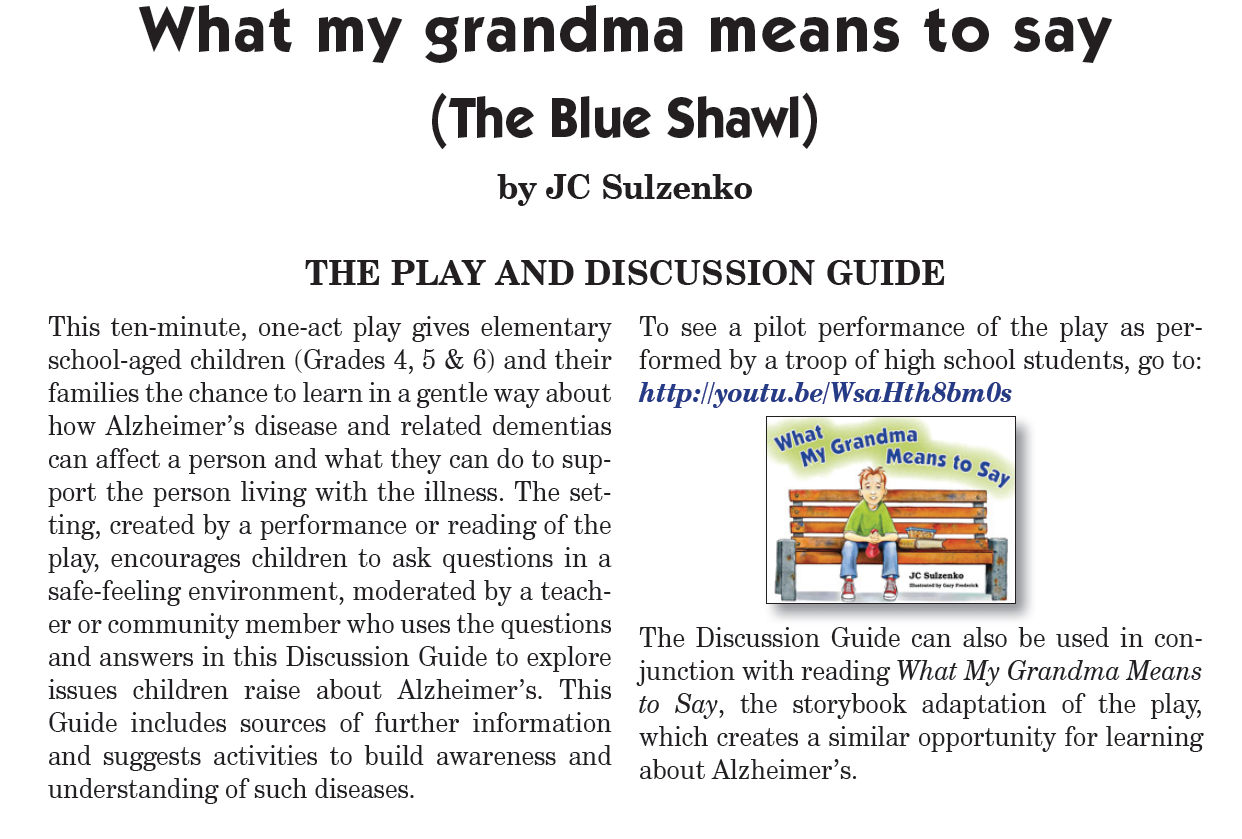 What my grandma means to say
(The Blue Shawl)
by JC Sulzenko
THE PLAY AND DISCUSSION GUIDE
This ten-minute, one-act play gives elementary
school-aged children (Grades 4, 5 & 6) and their
families the chance to learn in a gentle way about
how Alzheimer’s disease and related dementias
can affect a person and what they can do to sup-
port the person living with the illness. The set-
ting, created by a performance or reading of the
play, encourages children to ask questions in a
safe-feeling environment, moderated by a teach-
er or community member who uses the questions
and answers in this Discussion Guide to explore
issues children raise about Alzheimer’s. This
Guide includes sources of further information
and suggests activities to build awareness and
understanding of such diseases.
To see a pilot performance of the play as per-
formed by a troop of high school students, go to:
http://youtu.be/WsaHth8bm0s
What
My Grandma
Means to Say
JC Sulzenko
Illustrated by Gary Frederick
The Discussion Guide can also be used in con-
junction with reading What My Grandma Means
to Say, the storybook adaptation of the play,
which creates a similar opportunity for learning
about Alzheimer’s.